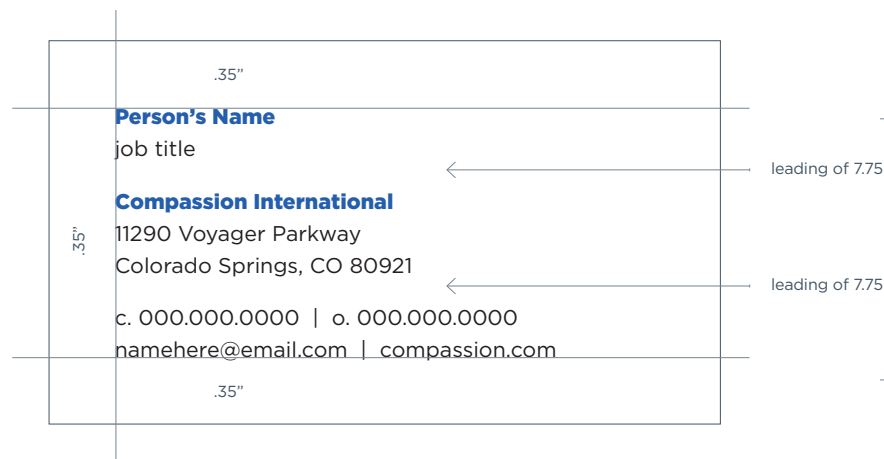 .35”
Person’s Name
job title
leading of 7.75
Compassion International
.35”
11290 Voyager Parkway
Colorado Springs, CO 80921
leading of 7.75
c. 000.000.0000 | o. 000.000.0000
namehere@email.com | compassion.com
.35”